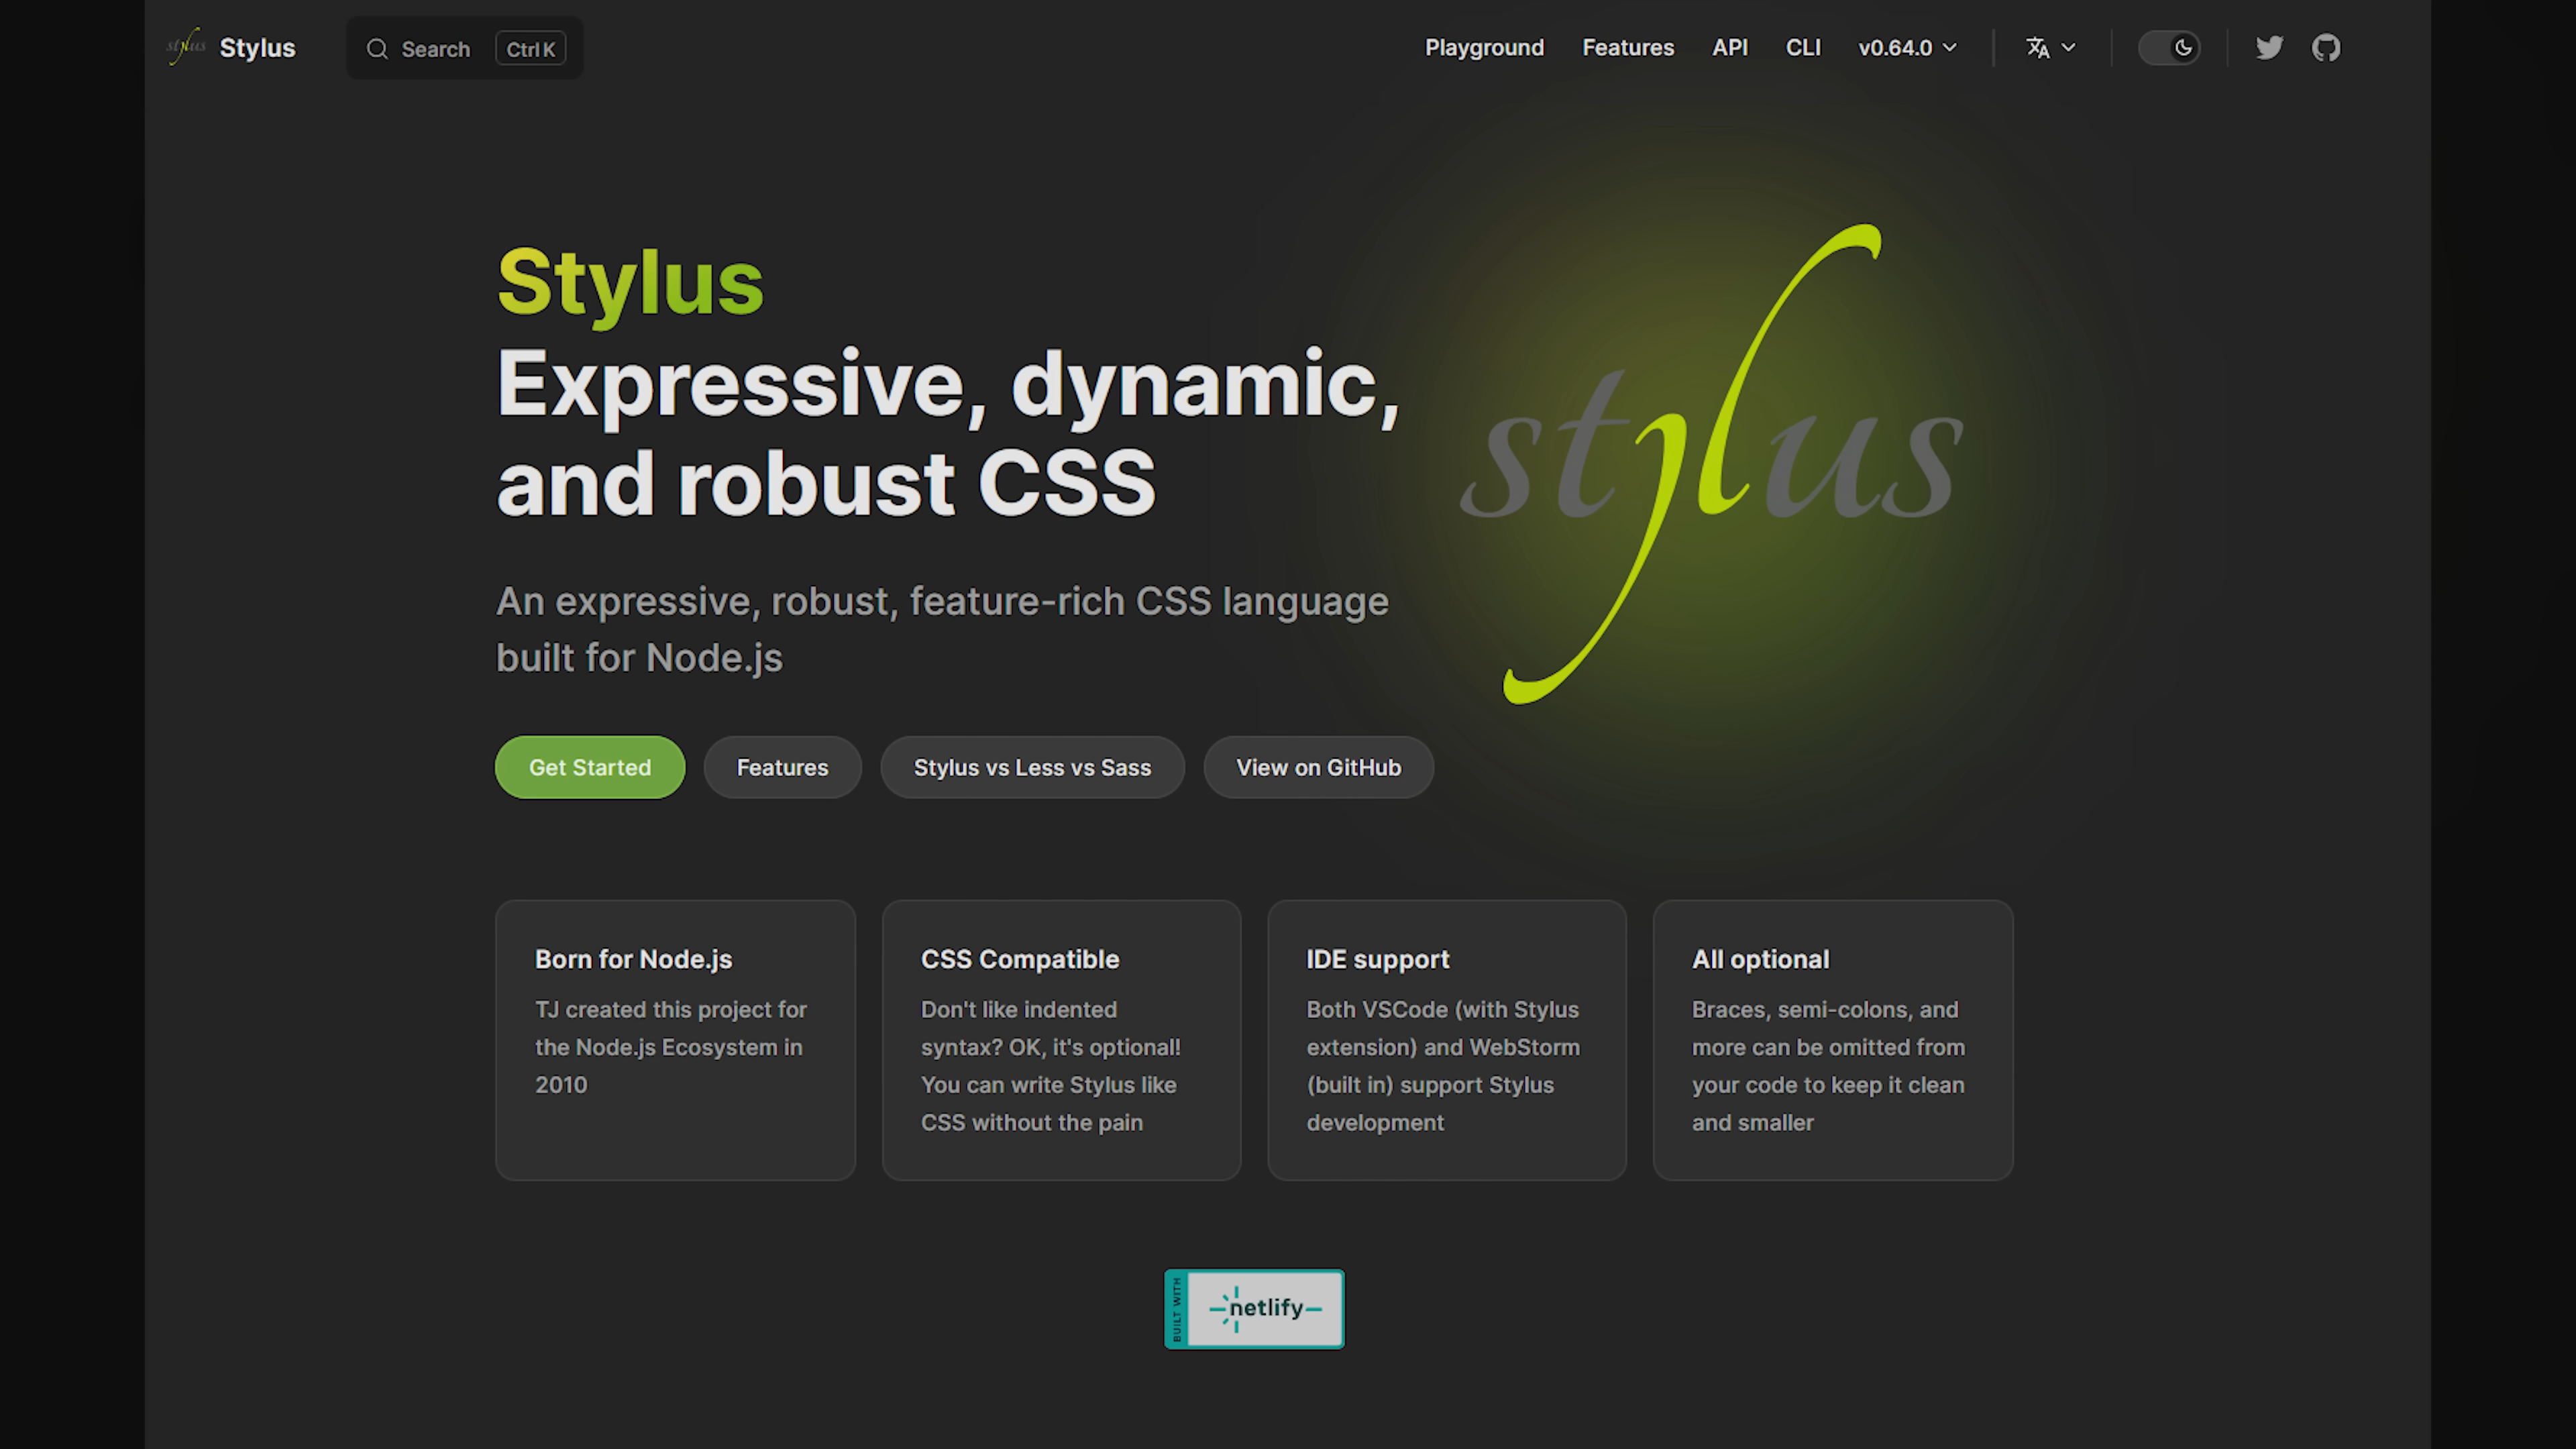 stylus Stylus Search Ctrl K Playground Features API CLI v0.64.0
Stylus
Expressive, dynamic,
and robust CSS
stylus
An expressive, robust, feature-rich CSS language
built for Node.js
Get Started Features Stylus vs Less vs Sass View on GitHub
Born for Node.js
TJ created this project for
the Node.js Ecosystem in
2010
CSS Compatible
Don't like indented
syntax? OK, it's optional!
You can write Stylus like
CSS without the pain
IDE support
Both VSCode (with Stylus
extension) and WebStorm
(built in) support Stylus
development
All optional
Braces, semi-colons, and
more can be omitted from
your code to keep it clean
and smaller
BUILT WITH
netlify